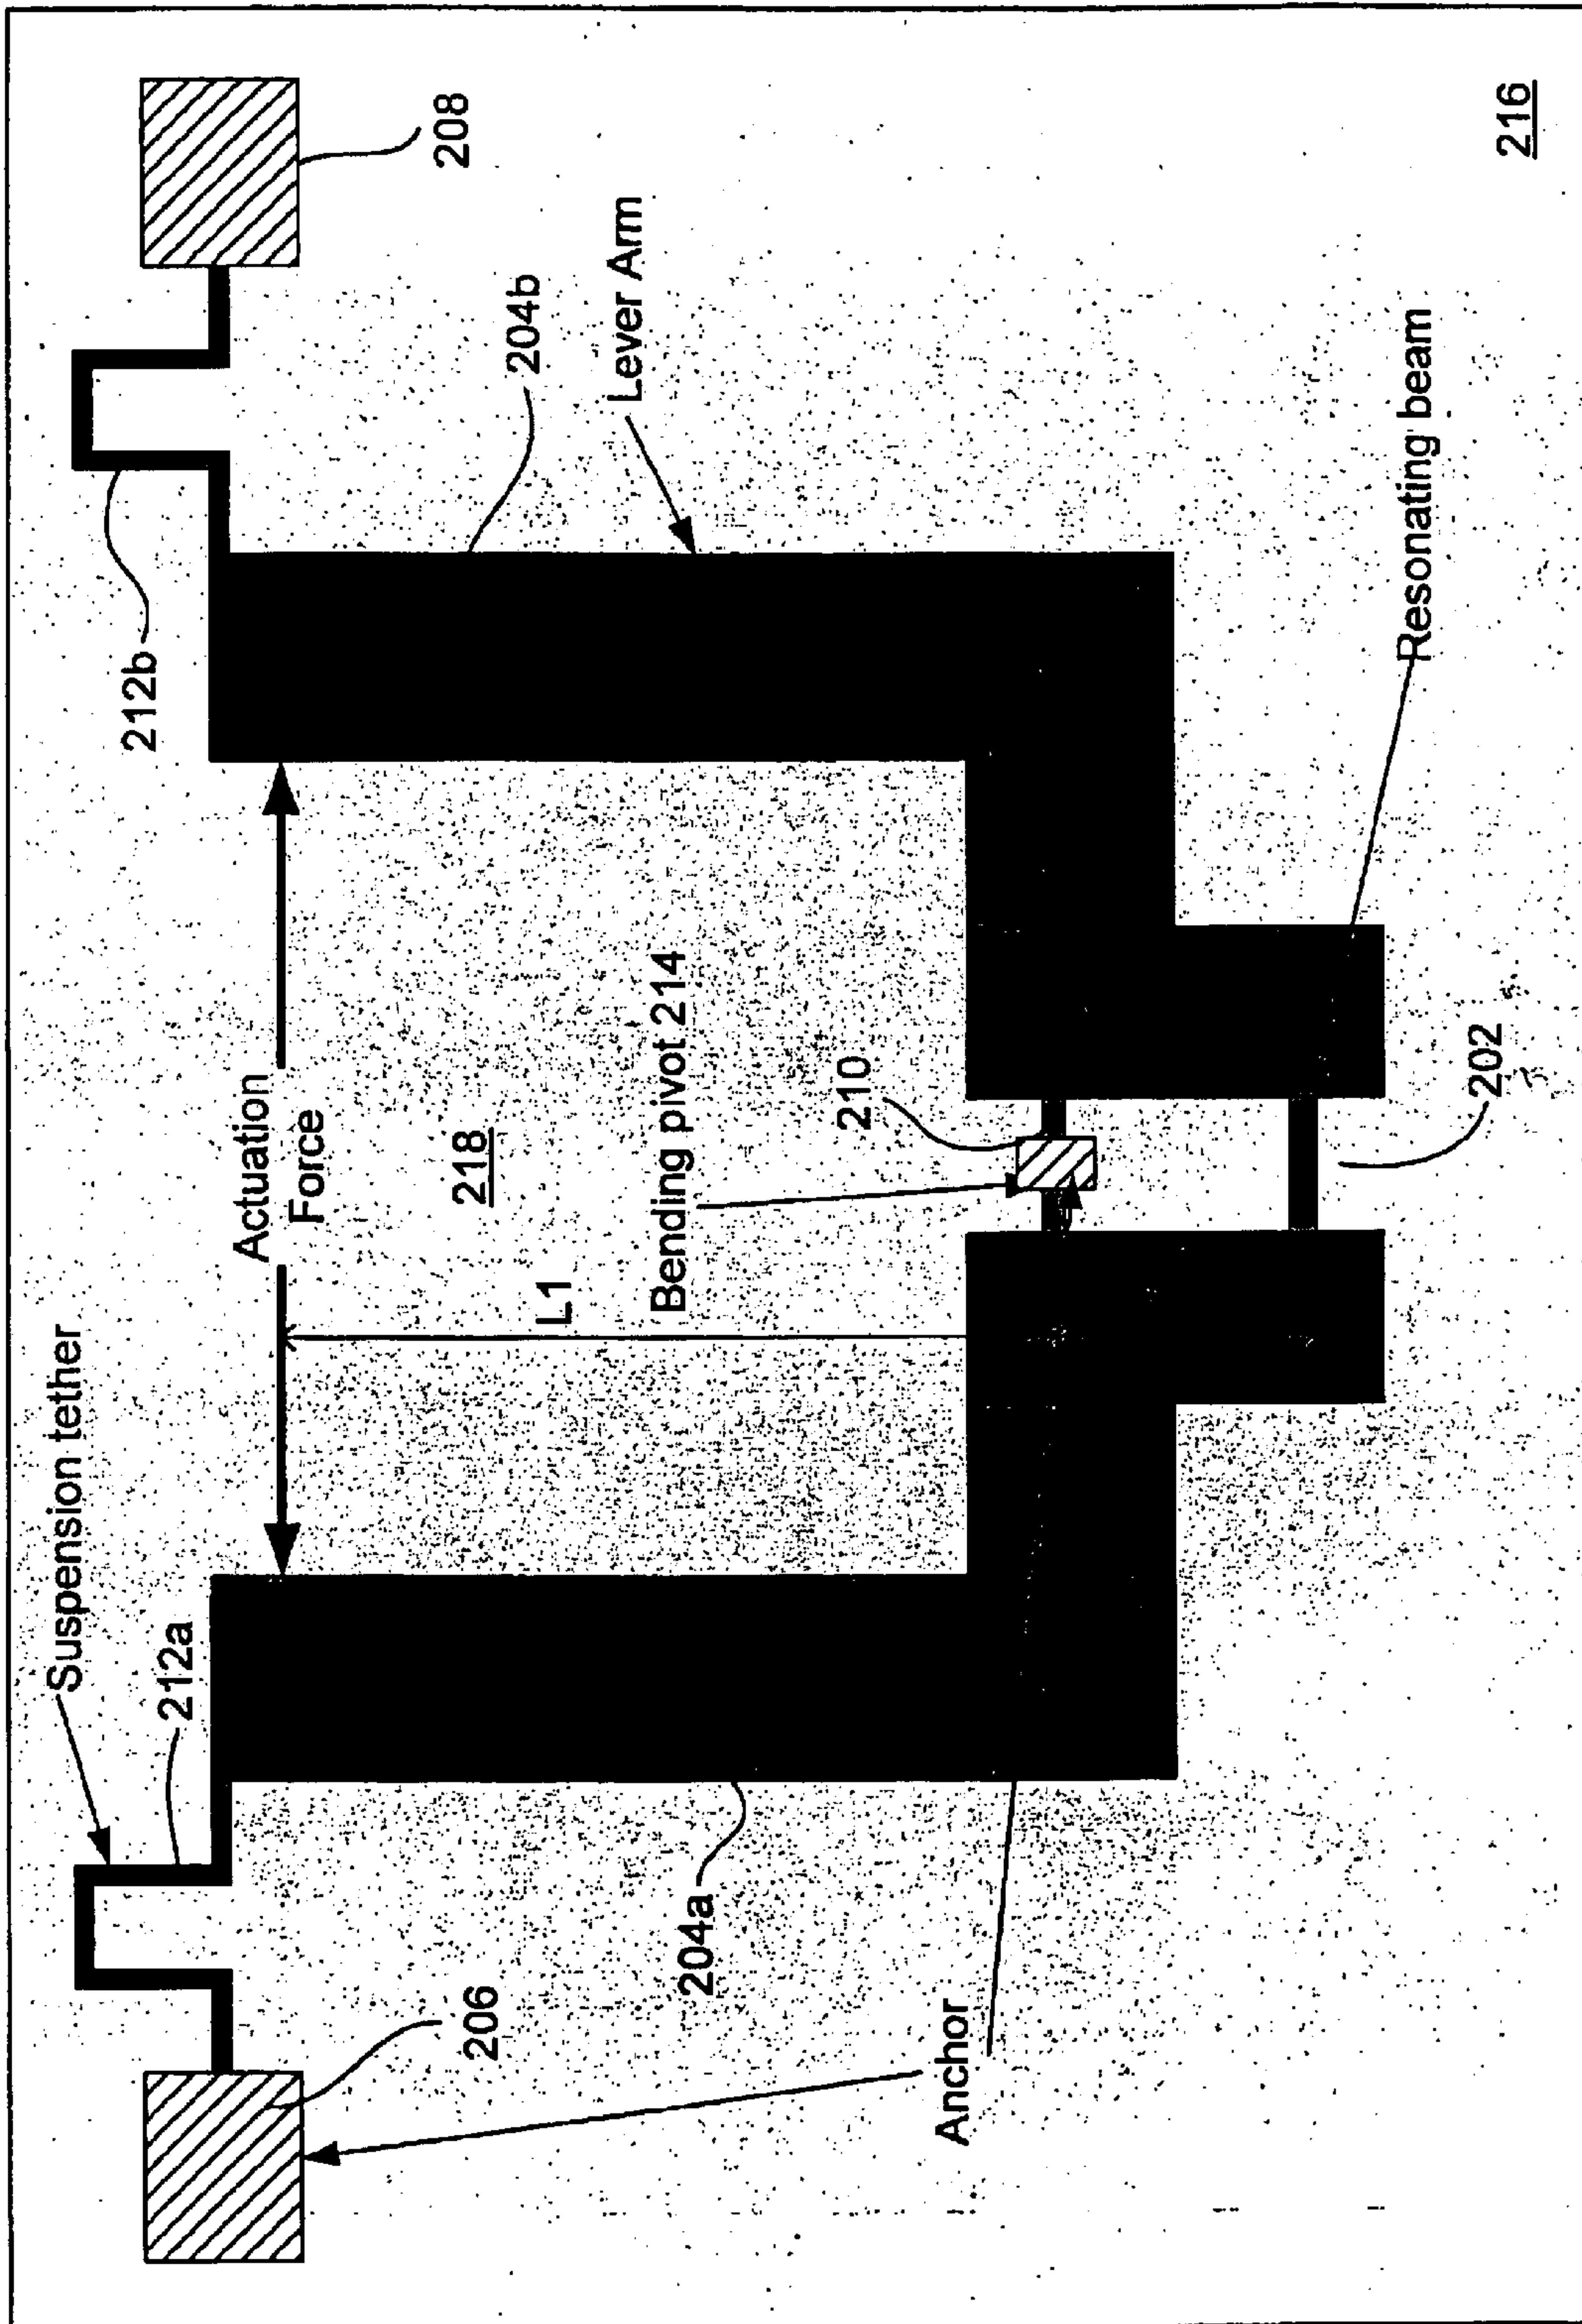 Suspension tether
212a
206
Anchor
204a
Actuation
Force
218
L1
Bending pivot 214
210
202
212b
204b
Lever Arm
208
Resonating beam
216